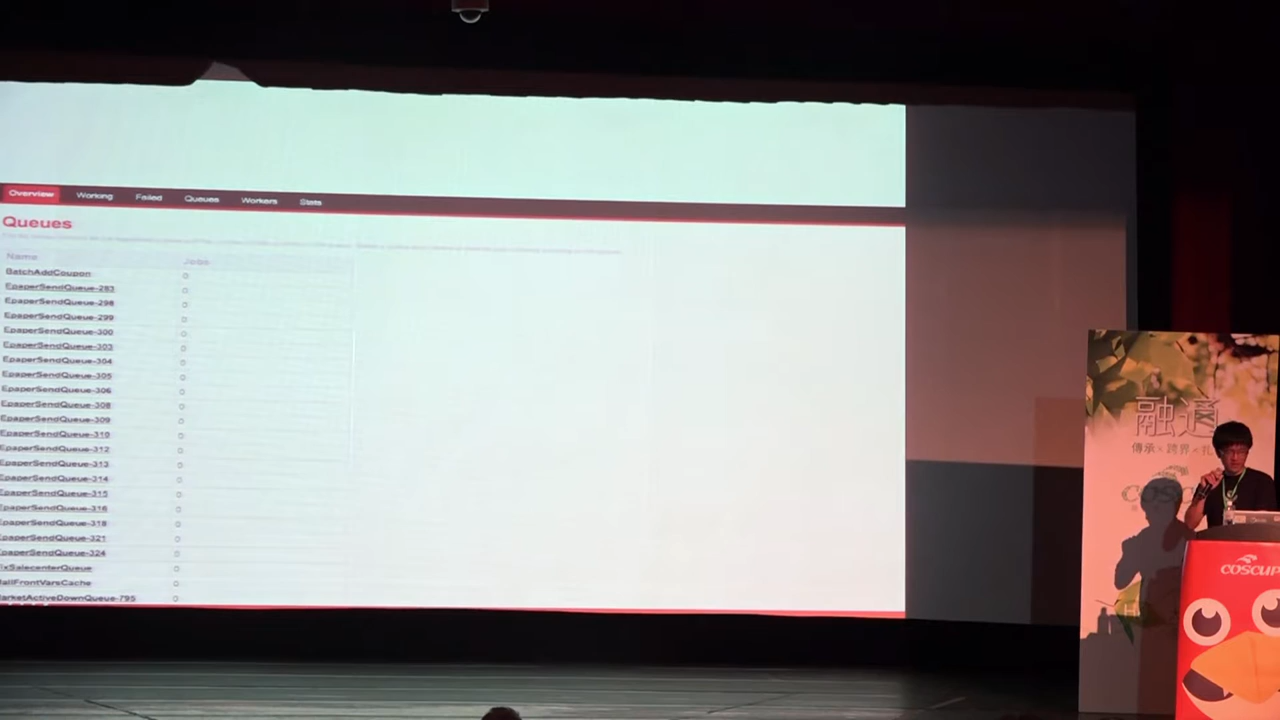 Overview Working Failed Queues Workers Stats
Queues
Name Jobs
BatchAddCoupon 0
EpaperSendQueue-283 0
EpaperSendQueue-298 0
EpaperSendQueue-299 0
EpaperSendQueue-300 0
EpaperSendQueue-303 0
EpaperSendQueue-304 0
EpaperSendQueue-305 0
EpaperSendQueue-306 0
EpaperSendQueue-308 0
EpaperSendQueue-309 0
EpaperSendQueue-310 0
EpaperSendQueue-312 0
EpaperSendQueue-313 0
EpaperSendQueue-314 0
EpaperSendQueue-315 0
EpaperSendQueue-316 0
EpaperSendQueue-318 0
EpaperSendQueue-321 0
EpaperSendQueue-324 0
ixSalecenterQueue 0
allFrontVarsCache 0
arketActiveDownQueue-795 0
融通
傳承×跨界×
COSCUP